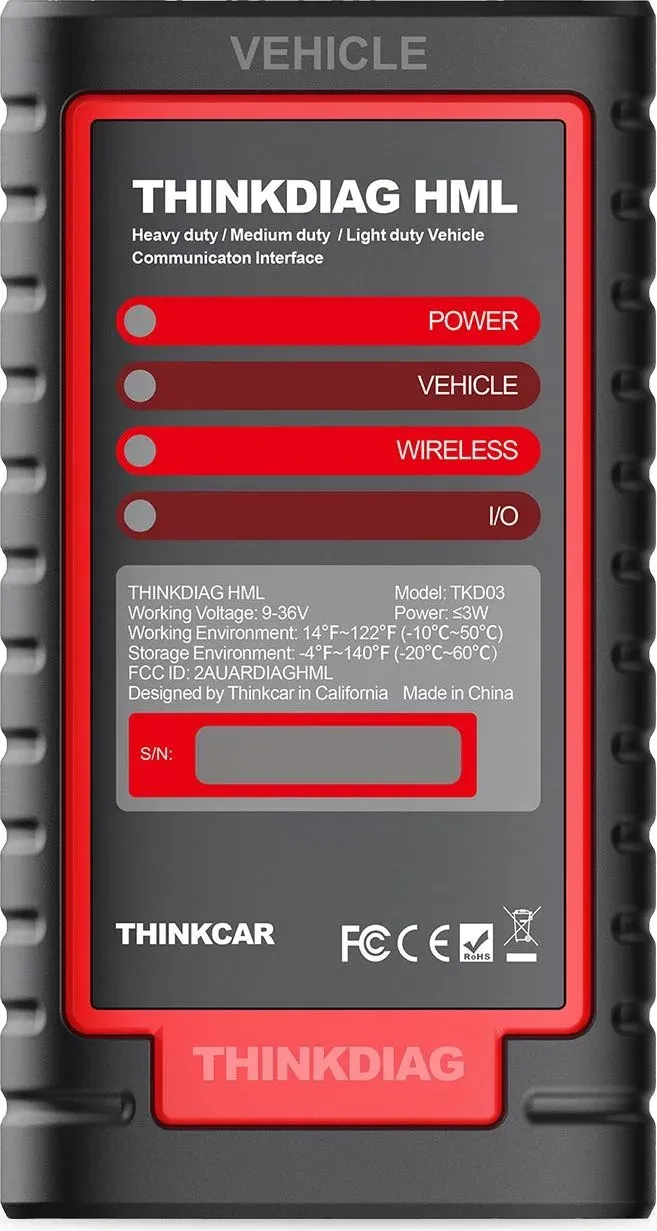 VEHICLE
THINKDIAG HML
Heavy duty / Medium duty / Light duty Vehicle
Communicaton Interface
POWER
VEHICLE
WIRELESS
I/O
THINKDIAG HML Model: TKD03
Working Voltage: 9-36V Power: ≤3W
Working Environment: 14°F~122°F (-10°C~50°C)
Storage Environment: -4°F~140°F (-20°C~60°C)
FCC ID: 2AUARDIAGHML
Designed by Thinkcar in California Made in China
S/N:
THINKCAR FC CE RoHS
THINKDIAG